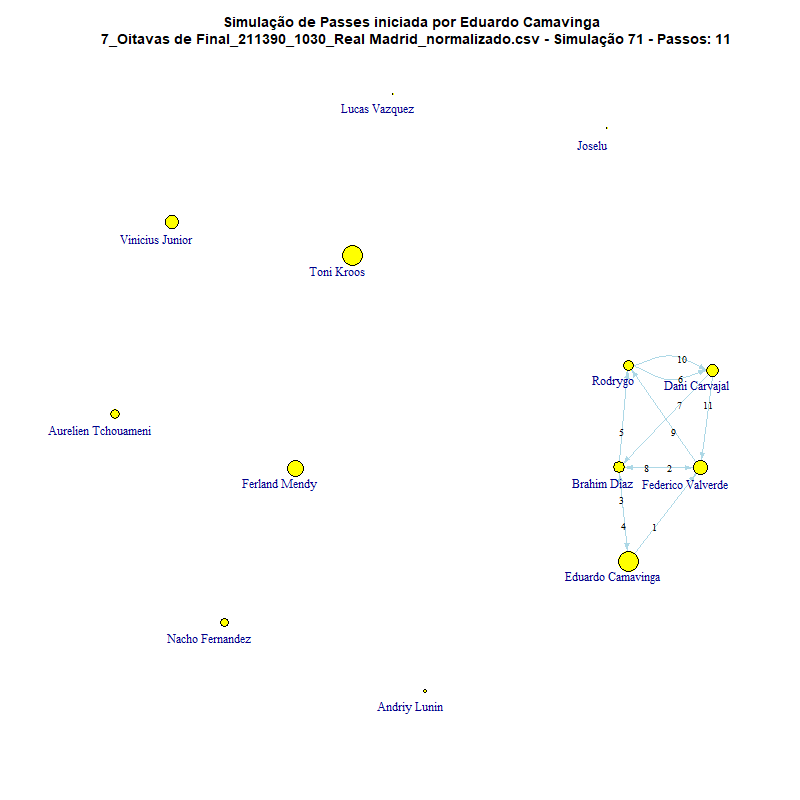 Simulação de Passes iniciada por Eduardo Camavinga
7_Oitavas de Final_211390_1030_Real Madrid_normalizado.csv - Simulação 71 - Passos: 11
Lucas Vazquez
Joselu
Vinicius Junior
Toni Kroos
10
Rodrygo
6
Dani Carvajal
7
11
Aurelien Tchouameni
5
9
8
2
Ferland Mendy
Brahim Diaz
Federico Valverde
3
4
1
Eduardo Camavinga
Nacho Fernandez
Andriy Lunin